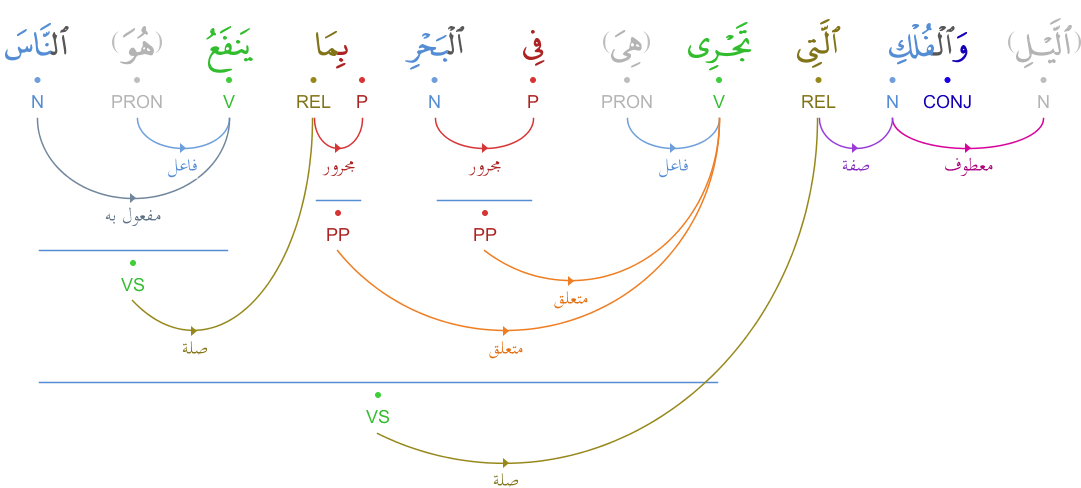 (ٱلَّيْلِ) وَٱلْفُلْكِ ٱلَّتِى تَجْرِى (هِىَ) فِى ٱلْبَحْرِ بِمَا يَنفَعُ (هُوَ) ٱلنَّاسَ
N CONJ N REL V PRON P N P REL V PRON N
معطوف صفة فاعل مجرور مجرور فاعل
مفعول به
PP PP
VS
متعلق
صلة متعلق
VS
صلة